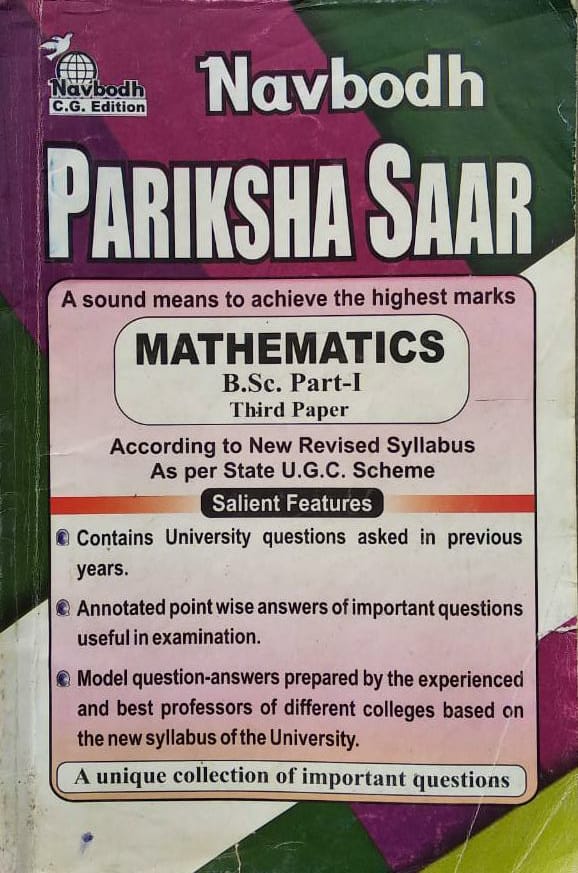 Navbodh
C.G. Edition
Navbodh
PARIKSHA SAAR
A sound means to achieve the highest marks
MATHEMATICS
B.Sc. Part-I
Third Paper
According to New Revised Syllabus
As per State U.G.C. Scheme
Salient Features
Contains University questions asked in previous
years.
Annotated point wise answers of important questions
useful in examination.
Model question-answers prepared by the experienced
and best professors of different colleges based on
the new syllabus of the University.
A unique collection of important questions